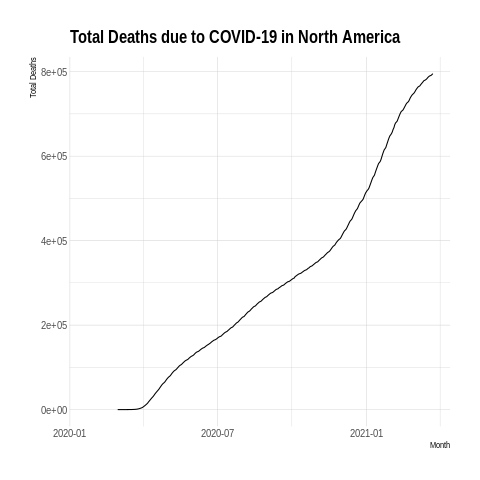 Total Deaths due to COVID-19 in North America
Total Deaths
8e+05
6e+05
4e+05
2e+05
0e+00
2020-01
2020-07
2021-01
Month